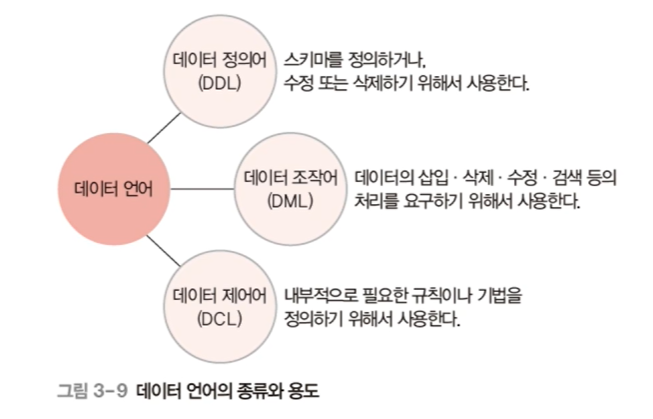 데이터 언어
데이터 정의어
(DDL)
스키마를 정의하거나,
수정 또는 삭제하기 위해서 사용한다.
데이터 조작어
(DML)
데이터의 삽입 · 삭제 · 수정 · 검색 등의
처리를 요구하기 위해서 사용한다.
데이터 제어어
(DCL)
내부적으로 필요한 규칙이나 기법을
정의하기 위해서 사용한다.
그림 3-9 데이터 언어의 종류와 용도